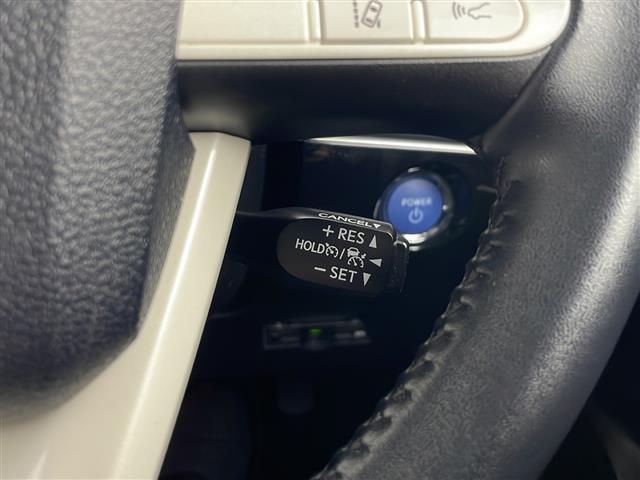 CANCEL
+ RES
HOLD /
− SET
POWER